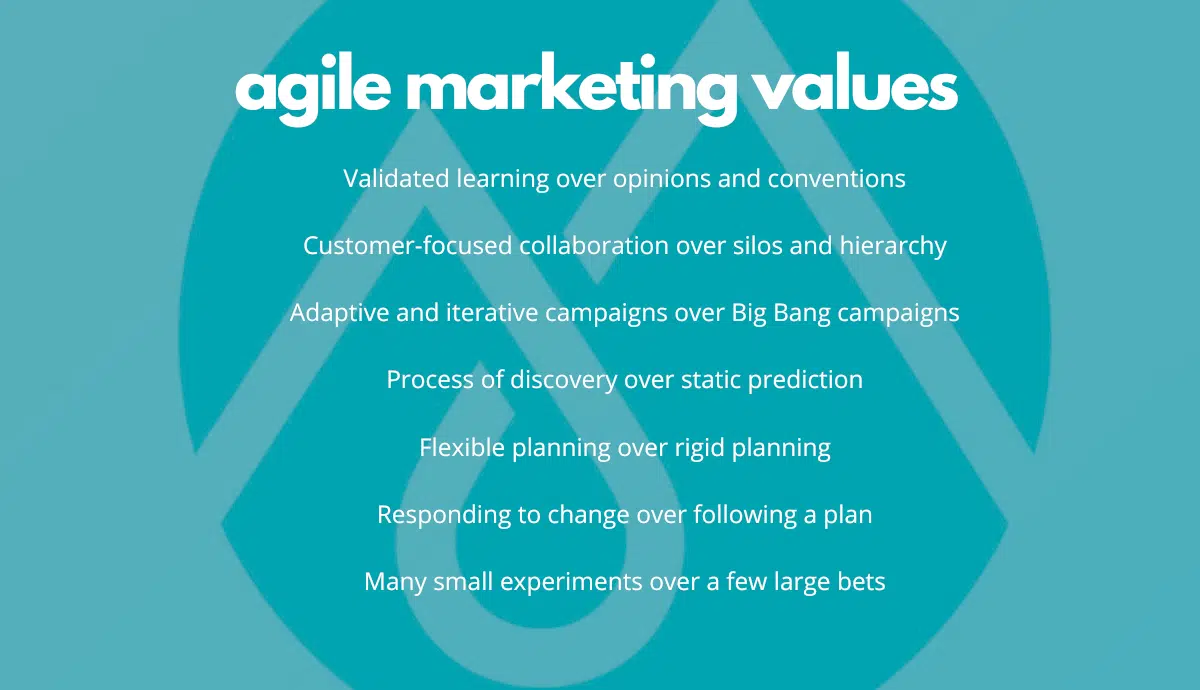 agile marketing values
Validated learning over opinions and conventions
Customer-focused collaboration over silos and hierarchy
Adaptive and iterative campaigns over Big Bang campaigns
Process of discovery over static prediction
Flexible planning over rigid planning
Responding to change over following a plan
Many small experiments over a few large bets